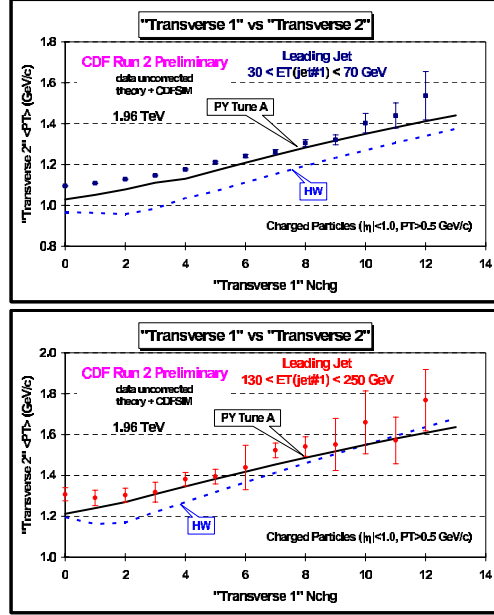 "Transverse 1" vs "Transverse 2"
CDF Run 2 Preliminary
data uncorrected
theory + CDFSIM
1.96 TeV
Leading Jet
30 < ET(jet#1) < 70 GeV
PY Tune A
HW
Charged Particles (|η|<1.0, PT>0.5 GeV/c)
"Transverse 2" <PT> (GeV/c)
1.8
1.6
1.4
1.2
1.0
0.8
0 2 4 6 8 10 12 14
"Transverse 1" Nchg
"Transverse 1" vs "Transverse 2"
CDF Run 2 Preliminary
data uncorrected
theory + CDFSIM
1.96 TeV
Leading Jet
130 < ET(jet#1) < 250 GeV
PY Tune A
HW
Charged Particles (|η|<1.0, PT>0.5 GeV/c)
"Transverse 2" <PT> (GeV/c)
2.0
1.8
1.6
1.4
1.2
1.0
0 2 4 6 8 10 12 14
"Transverse 1" Nchg